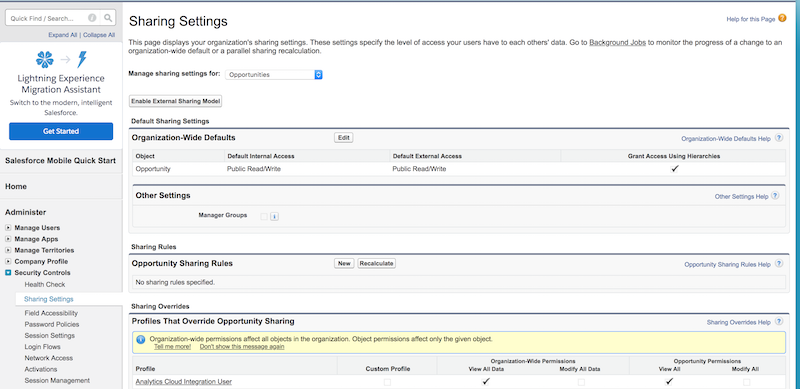 Quick Find / Search...
Expand All | Collapse All
Lightning Experience
Migration Assistant
Switch to the modern, intelligent
Salesforce.
Get Started
Salesforce Mobile Quick Start
Home
Administer
Manage Users
Manage Apps
Manage Territories
Company Profile
Security Controls
Health Check
Sharing Settings
Field Accessibility
Password Policies
Session Settings
Login Flows
Network Access
Activations
Session Management
Sharing Settings
Help for this Page
This page displays your organization's sharing settings. These settings specify the level of access your users have to each others' data. Go to Background Jobs to monitor the progress of a change to an
organization-wide default or a parallel sharing recalculation.
Manage sharing settings for: Opportunities
Enable External Sharing Model
Default Sharing Settings
Organization-Wide Defaults Edit Organization-Wide Defaults Help ?
Object Default Internal Access Default External Access Grant Access Using Hierarchies
Opportunity Public Read/Write Public Read/Write
Other Settings Other Settings Help ?
Manager Groups i
Sharing Rules
Opportunity Sharing Rules New Recalculate Opportunity Sharing Rules Help ?
No sharing rules specified.
Sharing Overrides
Profiles That Override Opportunity Sharing Sharing Overrides Help ?
Organization-wide permissions affect all objects in the organization. Object permissions affect only the given object.
Tell me more! Don't show this message again
Organization-Wide Permissions Opportunity Permissions
Profile Custom Profile View All Data Modify All Data View All Modify All
Analytics Cloud Integration User